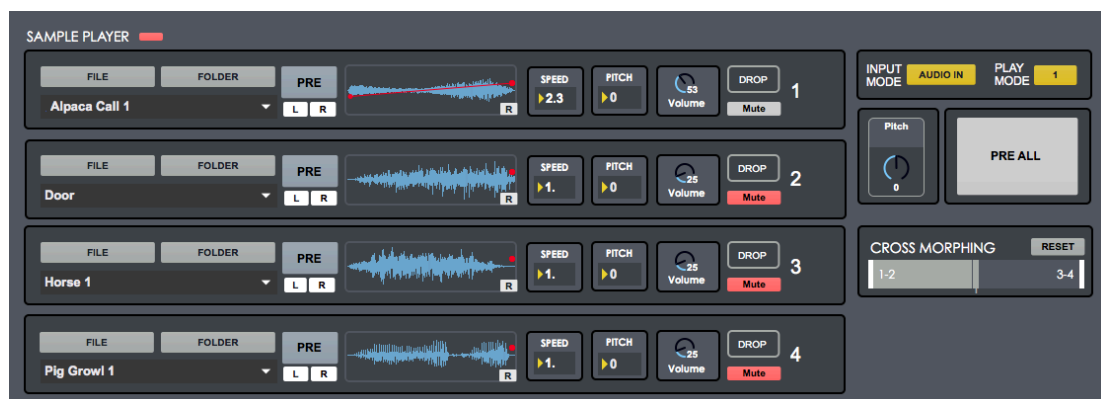 SAMPLE PLAYER
FILE FOLDER PRE SPEED PITCH 53 Volume DROP 1
Alpaca Call 1 L R R 2.3 0 Mute
FILE FOLDER PRE SPEED PITCH 25 Volume DROP 2
Door L R R 1. 0 Mute
FILE FOLDER PRE SPEED PITCH 25 Volume DROP 3
Horse 1 L R R 1. 0 Mute
FILE FOLDER PRE SPEED PITCH 25 Volume DROP 4
Pig Growl 1 L R R 1. 0 Mute
INPUT MODE AUDIO IN PLAY MODE 1
Pitch
0
PRE ALL
CROSS MORPHING RESET
1-2 3-4